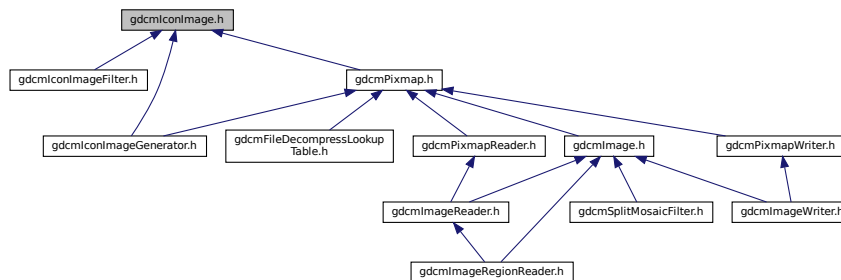 gdcmIconImage.h
gdcmIconImageFilter.h
gdcmPixmap.h
gdcmIconImageGenerator.h
gdcmFileDecompressLookup
Table.h
gdcmPixmapReader.h
gdcmImage.h
gdcmPixmapWriter.h
gdcmImageReader.h
gdcmSplitMosaicFilter.h
gdcmImageWriter.h
gdcmImageRegionReader.h